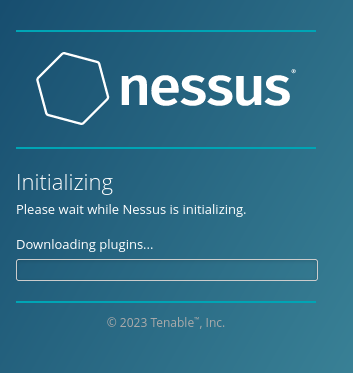 nessus®
Initializing
Please wait while Nessus is initializing.
Downloading plugins...
© 2023 Tenable™, Inc.